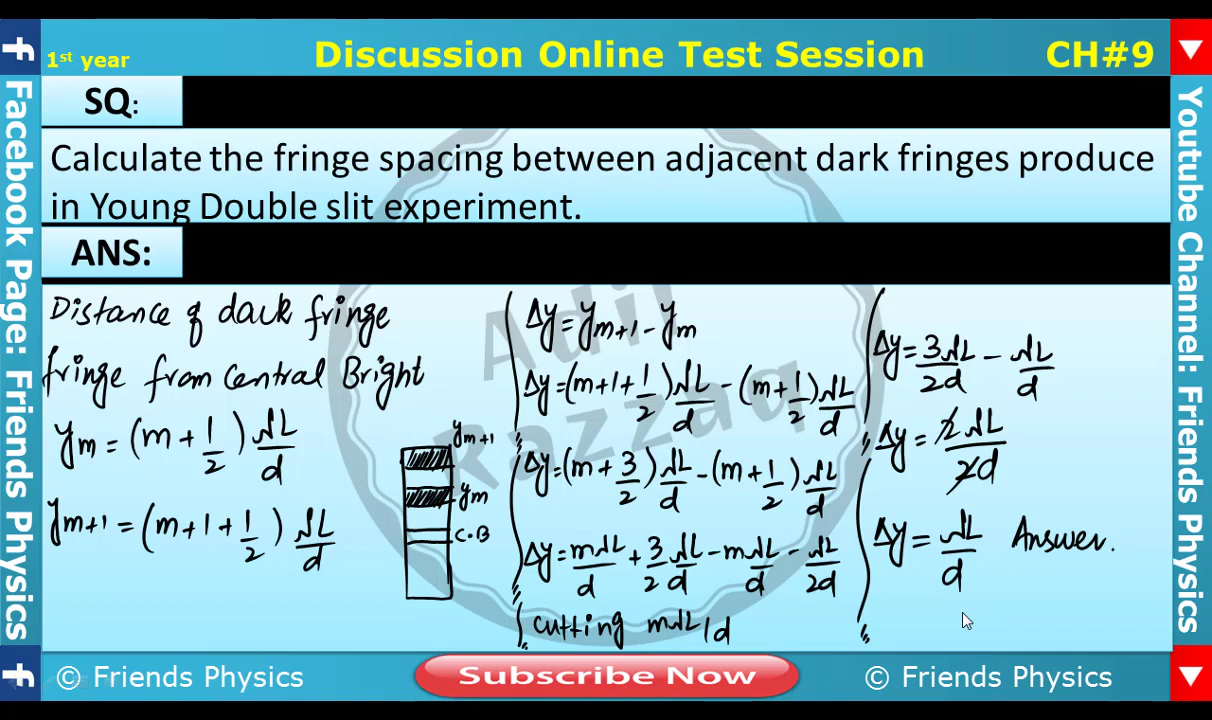 1st year
Discussion Online Test Session
CH#9
SQ:
Calculate the fringe spacing between adjacent dark fringes produce
in Young Double slit experiment.
ANS:
Distance of dark fringe
fringe from Central Bright
ym = (m + 1/2) λL/d
ym+1 = (m+1+1/2) λL/d
ym+1
ym
C.B
Δy = ym+1 - ym
Δy = (m+1+1/2) λL/d - (m+1/2) λL/d
Δy = (m + 3/2) λL/d - (m+1/2) λL/d
Δy = mλL/d + 3/2 λL/d - mλL/d - λL/2d
cutting mλL/d
Δy = 3λL/2d - λL/d
Δy = 2λL/2d
Δy = λL/d Answer.
Adil
Razzaq
Facebook Page: Friends Physics
Youtube Channel: Friends Physics
© Friends Physics
Subscribe Now
© Friends Physics